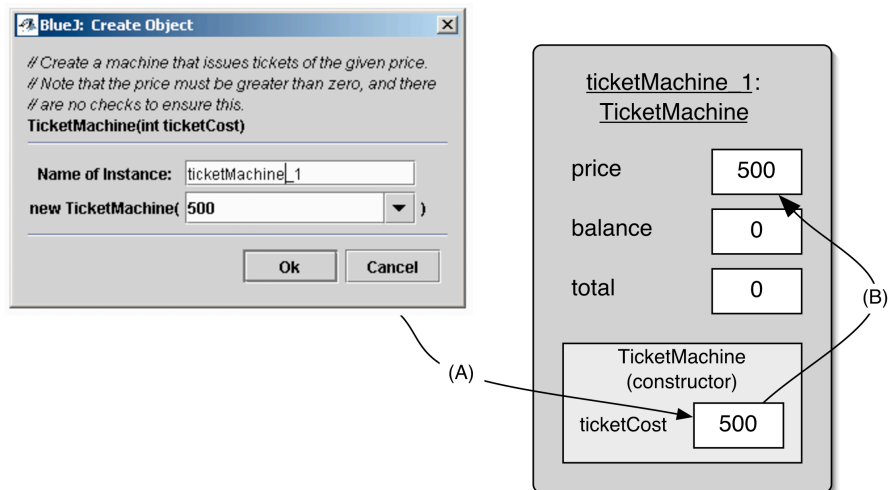 BlueJ: Create Object
// Create a machine that issues tickets of the given price.
// Note that the price must be greater than zero, and there
// are no checks to ensure this.
TicketMachine(int ticketCost)
Name of Instance: ticketMachine_1
new TicketMachine( 500 )
Ok Cancel
(A)
ticketMachine_1:
TicketMachine
price 500
balance 0
total 0
(B)
TicketMachine
(constructor)
ticketCost 500